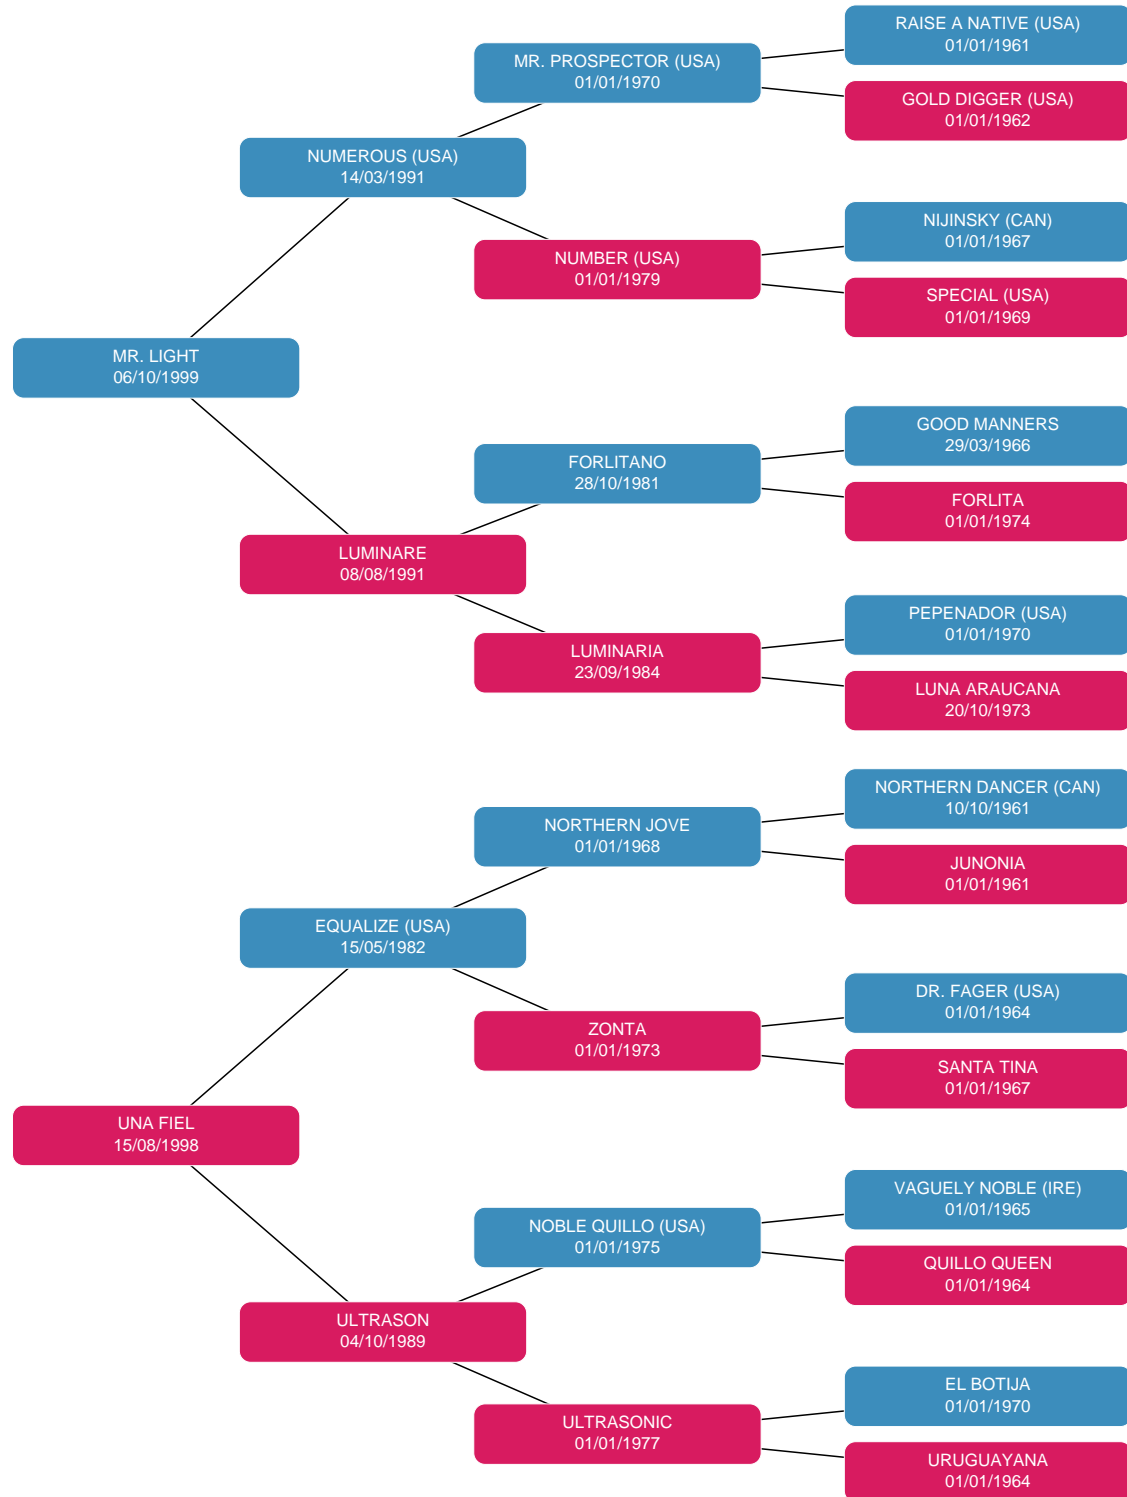 RAISE A NATIVE (USA)
01/01/1961
MR. PROSPECTOR (USA)
01/01/1970
GOLD DIGGER (USA)
01/01/1962
NUMEROUS (USA)
14/03/1991
NIJINSKY (CAN)
01/01/1967
NUMBER (USA)
01/01/1979
SPECIAL (USA)
01/01/1969
MR. LIGHT
06/10/1999
GOOD MANNERS
29/03/1966
FORLITANO
28/10/1981
FORLITA
01/01/1974
LUMINARE
08/08/1991
PEPENADOR (USA)
01/01/1970
LUMINARIA
23/09/1984
LUNA ARAUCANA
20/10/1973
NORTHERN DANCER (CAN)
10/10/1961
NORTHERN JOVE
01/01/1968
JUNONIA
01/01/1961
EQUALIZE (USA)
15/05/1982
DR. FAGER (USA)
01/01/1964
ZONTA
01/01/1973
SANTA TINA
01/01/1967
UNA FIEL
15/08/1998
VAGUELY NOBLE (IRE)
01/01/1965
NOBLE QUILLO (USA)
01/01/1975
QUILLO QUEEN
01/01/1964
ULTRASON
04/10/1989
EL BOTIJA
01/01/1970
ULTRASONIC
01/01/1977
URUGUAYANA
01/01/1964